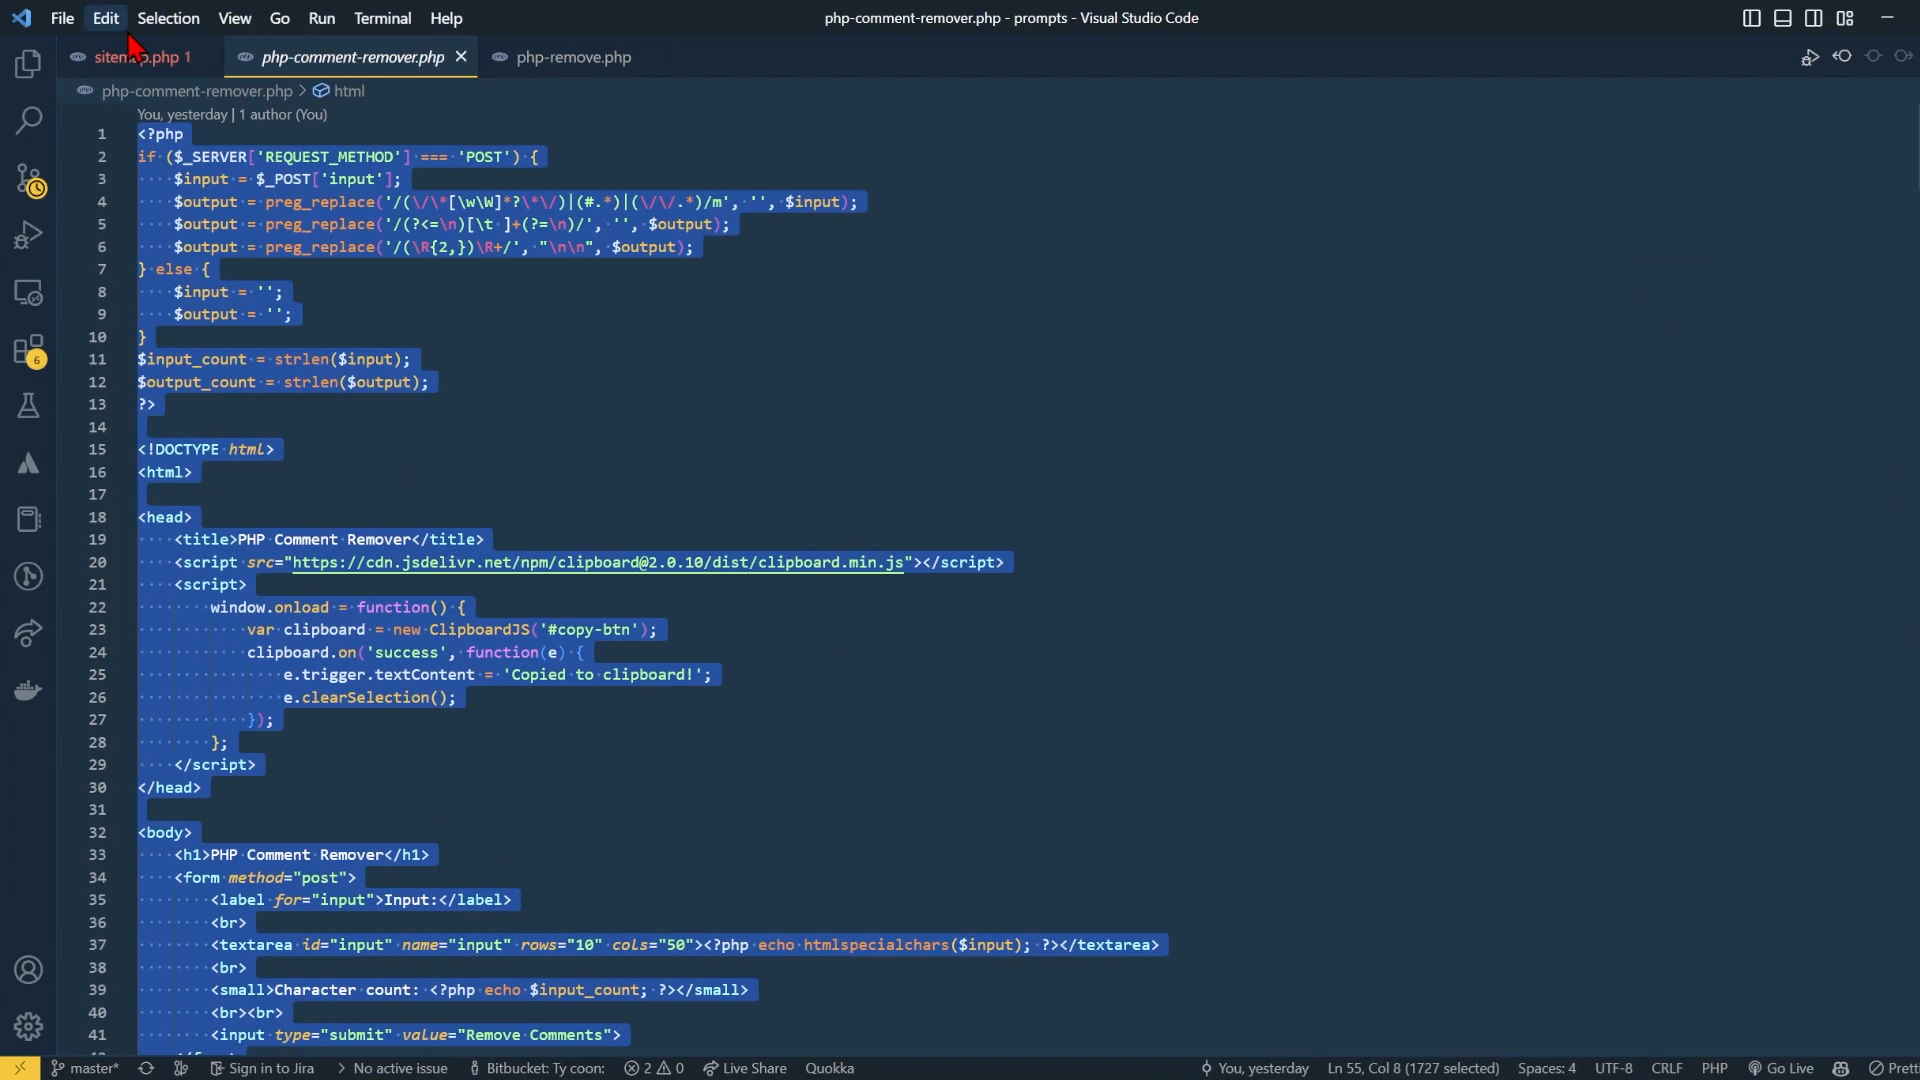 File Edit Selection View Go Run Terminal Help
php-comment-remover.php - prompts - Visual Studio Code
sitemap.php 1
php-comment-remover.php
php-remove.php
php-comment-remover.php > html
You, yesterday | 1 author (You)
1 <?php
2 if ($_SERVER['REQUEST_METHOD'] === 'POST') {
3     $input = $_POST['input'];
4     $output = preg_replace('/(\/\*[\w\W]*?\*\/)|(#.*)|(\/\/.*)/m', '', $input);
5     $output = preg_replace('/(?<=\n)[\t ]+(?=\n)/', '', $output);
6     $output = preg_replace('/(\R{2,})\R+/', "\n\n", $output);
7 } else {
8     $input = '';
9     $output = '';
10 }
11 $input_count = strlen($input);
12 $output_count = strlen($output);
13 ?>
14
15 <!DOCTYPE html>
16 <html>
17
18 <head>
19     <title>PHP Comment Remover</title>
20     <script src="https://cdn.jsdelivr.net/npm/clipboard@2.0.10/dist/clipboard.min.js"></script>
21     <script>
22         window.onload = function() {
23             var clipboard = new ClipboardJS('#copy-btn');
24             clipboard.on('success', function(e) {
25                 e.trigger.textContent = 'Copied to clipboard!';
26                 e.clearSelection();
27             });
28         };
29     </script>
30 </head>
31
32 <body>
33     <h1>PHP Comment Remover</h1>
34     <form method="post">
35         <label for="input">Input:</label>
36         <br>
37         <textarea id="input" name="input" rows="10" cols="50"><?php echo htmlspecialchars($input); ?></textarea>
38         <br>
39         <small>Character count: <?php echo $input_count; ?></small>
40         <br><br>
41         <input type="submit" value="Remove Comments">
6
master* Sign in to Jira > No active issue Bitbucket: Ty coon: 2 0 Live Share Quokka You, yesterday Ln 55, Col 8 (1727 selected) Spaces: 4 UTF-8 CRLF PHP Go Live Prett